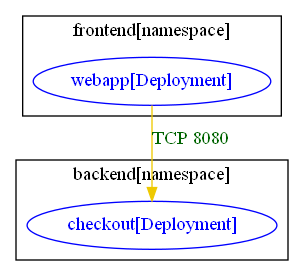 frontend[namespace]
webapp[Deployment]
TCP 8080
backend[namespace]
checkout[Deployment]